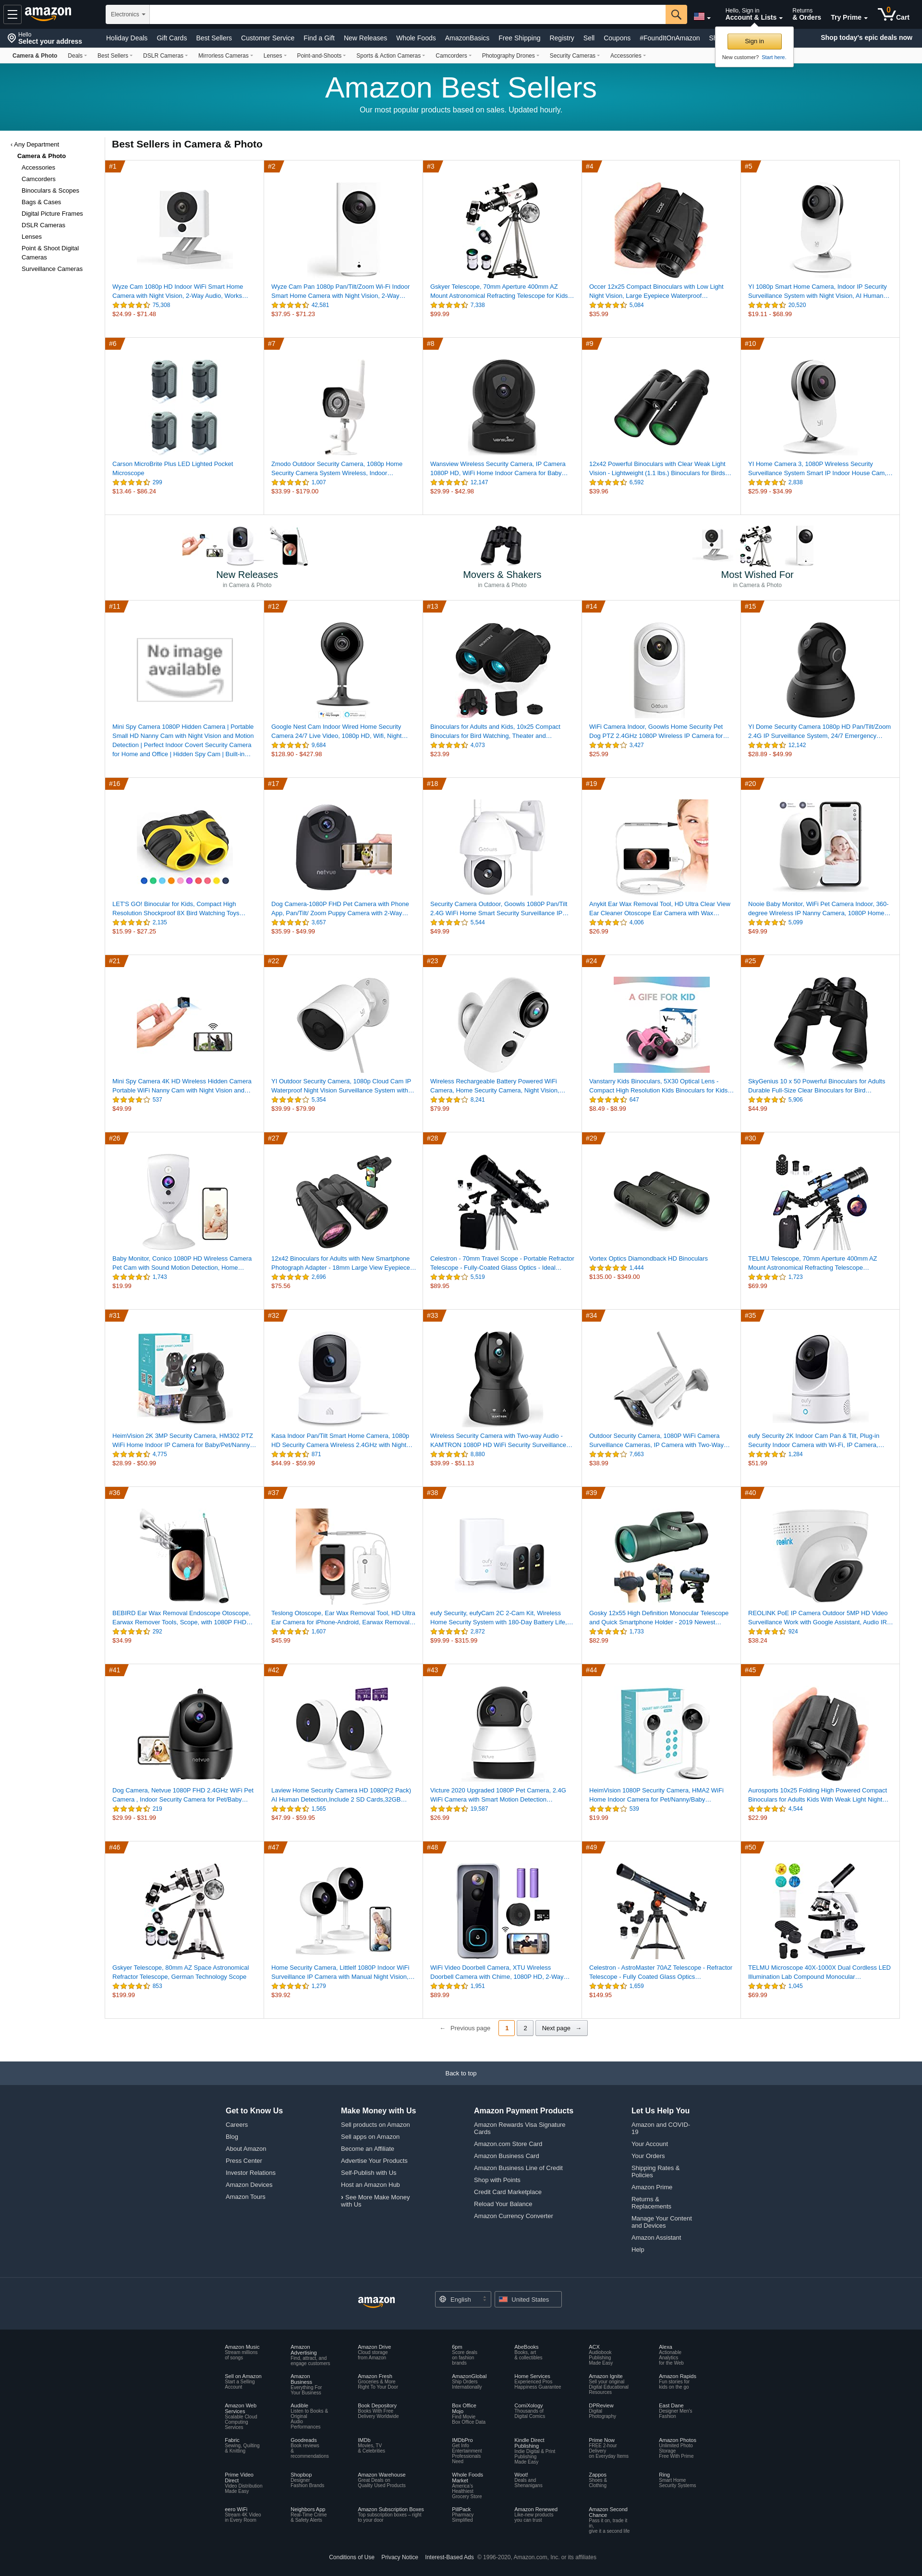 Hello
Select your address
amazon
Electronics
Hello, Sign in
Account & Lists
Returns
& Orders
Try Prime
0
Cart
Holiday Deals
Gift Cards
Best Sellers
Customer Service
Find a Gift
New Releases
Whole Foods
AmazonBasics
Free Shipping
Registry
Sell
Coupons
#FoundItOnAmazon
Shop today's epic deals now
Sign in
New customer? Start here.
Camera & Photo
Deals
Best Sellers
DSLR Cameras
Mirrorless Cameras
Lenses
Point-and-Shoots
Sports & Action Cameras
Camcorders
Photography Drones
Security Cameras
Accessories
Amazon Best Sellers
Our most popular products based on sales. Updated hourly.
‹ Any Department
Camera & Photo
Accessories
Camcorders
Binoculars & Scopes
Bags & Cases
Digital Picture Frames
DSLR Cameras
Lenses
Point & Shoot Digital
Cameras
Surveillance Cameras
Best Sellers in Camera & Photo
#1
Wyze Cam 1080p HD Indoor WiFi Smart Home
Camera with Night Vision, 2-Way Audio, Works…
75,308
$24.99 - $71.48
#2
Wyze Cam Pan 1080p Pan/Tilt/Zoom Wi-Fi Indoor
Smart Home Camera with Night Vision, 2-Way…
42,581
$37.95 - $71.23
#3
Gskyer Telescope, 70mm Aperture 400mm AZ
Mount Astronomical Refracting Telescope for Kids…
7,338
$99.99
#4
Occer 12x25 Compact Binoculars with Low Light
Night Vision, Large Eyepiece Waterproof…
5,084
$35.99
#5
YI 1080p Smart Home Camera, Indoor IP Security
Surveillance System with Night Vision, AI Human…
20,520
$19.11 - $68.99
#6
Carson MicroBrite Plus LED Lighted Pocket
Microscope
299
$13.46 - $86.24
#7
Zmodo Outdoor Security Camera, 1080p Home
Security Camera System Wireless, Indoor…
1,007
$33.99 - $179.00
#8
Wansview Wireless Security Camera, IP Camera
1080P HD, WiFi Home Indoor Camera for Baby…
12,147
$29.99 - $42.98
#9
12x42 Powerful Binoculars with Clear Weak Light
Vision - Lightweight (1.1 lbs.) Binoculars for Birds…
6,592
$39.96
#10
YI Home Camera 3, 1080P Wireless Security
Surveillance System Smart IP Indoor House Cam,…
2,838
$25.99 - $34.99
New Releases
in Camera & Photo
Movers & Shakers
in Camera & Photo
Most Wished For
in Camera & Photo
#11
No image
available
Mini Spy Camera 1080P Hidden Camera | Portable
Small HD Nanny Cam with Night Vision and Motion
Detection | Perfect Indoor Covert Security Camera
for Home and Office | Hidden Spy Cam | Built-in…
#12
Google Nest Cam Indoor Wired Home Security
Camera 24/7 Live Video, 1080p HD, Wifi, Night…
9,684
$128.90 - $427.98
#13
Binoculars for Adults and Kids, 10x25 Compact
Binoculars for Bird Watching, Theater and…
4,073
$23.99
#14
WiFi Camera Indoor, Goowls Home Security Pet
Dog PTZ 2.4GHz 1080P Wireless IP Camera for…
3,427
$25.99
#15
YI Dome Security Camera 1080p HD Pan/Tilt/Zoom
2.4G IP Surveillance System, 24/7 Emergency…
12,142
$28.89 - $49.99
#16
LET'S GO! Binocular for Kids, Compact High
Resolution Shockproof 8X Bird Watching Toys…
2,135
$15.99 - $27.25
#17
Dog Camera-1080P FHD Pet Camera with Phone
App, Pan/Tilt/ Zoom Puppy Camera with 2-Way…
3,657
$35.99 - $49.99
#18
Security Camera Outdoor, Goowls 1080P Pan/Tilt
2.4G WiFi Home Smart Security Surveillance IP…
5,544
$49.99
#19
Anykit Ear Wax Removal Tool, HD Ultra Clear View
Ear Cleaner Otoscope Ear Camera with Wax…
4,006
$26.99
#20
Nooie Baby Monitor, WiFi Pet Camera Indoor, 360-
degree Wireless IP Nanny Camera, 1080P Home…
5,099
$49.99
#21
Mini Spy Camera 4K HD Wireless Hidden Camera
Portable WiFi Nanny Cam with Night Vision and…
537
$49.99
#22
YI Outdoor Security Camera, 1080p Cloud Cam IP
Waterproof Night Vision Surveillance System with…
5,354
$39.99 - $79.99
#23
Wireless Rechargeable Battery Powered WiFi
Camera, Home Security Camera, Night Vision,…
8,241
$79.99
#24
A GIFE FOR KID
Vanstarry Kids Binoculars, 5X30 Optical Lens -
Compact High Resolution Kids Binoculars for Kids…
647
$8.49 - $8.99
#25
SkyGenius 10 x 50 Powerful Binoculars for Adults
Durable Full-Size Clear Binoculars for Bird…
5,906
$44.99
#26
Baby Monitor, Conico 1080P HD Wireless Camera
Pet Cam with Sound Motion Detection, Home…
1,743
$19.99
#27
12x42 Binoculars for Adults with New Smartphone
Photograph Adapter - 18mm Large View Eyepiece…
2,696
$75.56
#28
Celestron - 70mm Travel Scope - Portable Refractor
Telescope - Fully-Coated Glass Optics - Ideal…
5,519
$89.95
#29
Vortex Optics Diamondback HD Binoculars
1,444
$135.00 - $349.00
#30
TELMU Telescope, 70mm Aperture 400mm AZ
Mount Astronomical Refracting Telescope…
1,723
$69.99
#31
HeimVision 2K 3MP Security Camera, HM302 PTZ
WiFi Home Indoor IP Camera for Baby/Pet/Nanny…
4,775
$28.99 - $50.99
#32
Kasa Indoor Pan/Tilt Smart Home Camera, 1080p
HD Security Camera Wireless 2.4GHz with Night…
871
$44.99 - $59.99
#33
Wireless Security Camera with Two-way Audio -
KAMTRON 1080P HD WiFi Security Surveillance…
8,880
$39.99 - $51.13
#34
Outdoor Security Camera, 1080P WiFi Camera
Surveillance Cameras, IP Camera with Two-Way…
7,663
$38.99
#35
eufy Security 2K Indoor Cam Pan & Tilt, Plug-in
Security Indoor Camera with Wi-Fi, IP Camera,…
1,284
$51.99
#36
BEBIRD Ear Wax Removal Endoscope Otoscope,
Earwax Remover Tools, Scope, with 1080P FHD…
292
$34.99
#37
Teslong Otoscope, Ear Wax Removal Tool, HD Ultra
Ear Camera for iPhone-Android, Earwax Removal…
1,607
$45.99
#38
eufy Security, eufyCam 2C 2-Cam Kit, Wireless
Home Security System with 180-Day Battery Life,…
2,872
$99.99 - $315.99
#39
Gosky 12x55 High Definition Monocular Telescope
and Quick Smartphone Holder - 2019 Newest…
1,733
$82.99
#40
reolink
REOLINK PoE IP Camera Outdoor 5MP HD Video
Surveillance Work with Google Assistant, Audio IR…
924
$38.24
#41
Dog Camera, Netvue 1080P FHD 2.4GHz WiFi Pet
Camera , Indoor Security Camera for Pet/Baby…
219
$29.99 - $31.99
#42
Laview Home Security Camera HD 1080P(2 Pack)
AI Human Detection,Include 2 SD Cards,32GB…
1,565
$47.99 - $59.95
#43
Victure 2020 Upgraded 1080P Pet Camera, 2.4G
WiFi Camera with Smart Motion Detection…
19,587
$26.99
#44
HeimVision 1080P Security Camera, HMA2 WiFi
Home Indoor Camera for Pet/Nanny/Baby…
539
$19.99
#45
Aurosports 10x25 Folding High Powered Compact
Binoculars for Adults Kids With Weak Light Night…
4,544
$22.99
#46
Gskyer Telescope, 80mm AZ Space Astronomical
Refractor Telescope, German Technology Scope
853
$199.99
#47
Home Security Camera, Littlelf 1080P Indoor WiFi
Surveillance IP Camera with Manual Night Vision,…
1,279
$39.92
#48
WiFi Video Doorbell Camera, XTU Wireless
Doorbell Camera with Chime, 1080P HD, 2-Way…
1,951
$89.99
#49
Celestron - AstroMaster 70AZ Telescope - Refractor
Telescope - Fully Coated Glass Optics…
1,659
$149.95
#50
TELMU Microscope 40X-1000X Dual Cordless LED
Illumination Lab Compound Monocular…
1,045
$69.99
← Previous page
1
2
Next page →
Back to top
Get to Know Us
Careers
Blog
About Amazon
Press Center
Investor Relations
Amazon Devices
Amazon Tours
Make Money with Us
Sell products on Amazon
Sell apps on Amazon
Become an Affiliate
Advertise Your Products
Self-Publish with Us
Host an Amazon Hub
› See More Make Money
with Us
Amazon Payment Products
Amazon Rewards Visa Signature
Cards
Amazon.com Store Card
Amazon Business Card
Amazon Business Line of Credit
Shop with Points
Credit Card Marketplace
Reload Your Balance
Amazon Currency Converter
Let Us Help You
Amazon and COVID-
19
Your Account
Your Orders
Shipping Rates &
Policies
Amazon Prime
Returns &
Replacements
Manage Your Content
and Devices
Amazon Assistant
Help
amazon
English
United States
Amazon Music
Stream millions
of songs
Amazon
Advertising
Find, attract, and
engage customers
Amazon Drive
Cloud storage
from Amazon
6pm
Score deals
on fashion
brands
AbeBooks
Books, art
& collectibles
ACX
Audiobook
Publishing
Made Easy
Alexa
Actionable
Analytics
for the Web
Sell on Amazon
Start a Selling
Account
Amazon
Business
Everything For
Your Business
Amazon Fresh
Groceries & More
Right To Your Door
AmazonGlobal
Ship Orders
Internationally
Home Services
Experienced Pros
Happiness Guarantee
Amazon Ignite
Sell your original
Digital Educational
Resources
Amazon Rapids
Fun stories for
kids on the go
Amazon Web
Services
Scalable Cloud
Computing
Services
Audible
Listen to Books &
Original
Audio
Performances
Book Depository
Books With Free
Delivery Worldwide
Box Office
Mojo
Find Movie
Box Office Data
ComiXology
Thousands of
Digital Comics
DPReview
Digital
Photography
East Dane
Designer Men's
Fashion
Fabric
Sewing, Quilting
& Knitting
Goodreads
Book reviews
&
recommendations
IMDb
Movies, TV
& Celebrities
IMDbPro
Get Info
Entertainment
Professionals
Need
Kindle Direct
Publishing
Indie Digital & Print
Publishing
Made Easy
Prime Now
FREE 2-hour
Delivery
on Everyday Items
Amazon Photos
Unlimited Photo
Storage
Free With Prime
Prime Video
Direct
Video Distribution
Made Easy
Shopbop
Designer
Fashion Brands
Amazon Warehouse
Great Deals on
Quality Used Products
Whole Foods
Market
America's
Healthiest
Grocery Store
Woot!
Deals and
Shenanigans
Zappos
Shoes &
Clothing
Ring
Smart Home
Security Systems
eero WiFi
Stream 4K Video
in Every Room
Neighbors App
Real-Time Crime
& Safety Alerts
Amazon Subscription Boxes
Top subscription boxes – right
to your door
PillPack
Pharmacy
Simplified
Amazon Renewed
Like-new products
you can trust
Amazon Second
Chance
Pass it on, trade it
in,
give it a second life
Conditions of Use
Privacy Notice
Interest-Based Ads
© 1996-2020, Amazon.com, Inc. or its affiliates